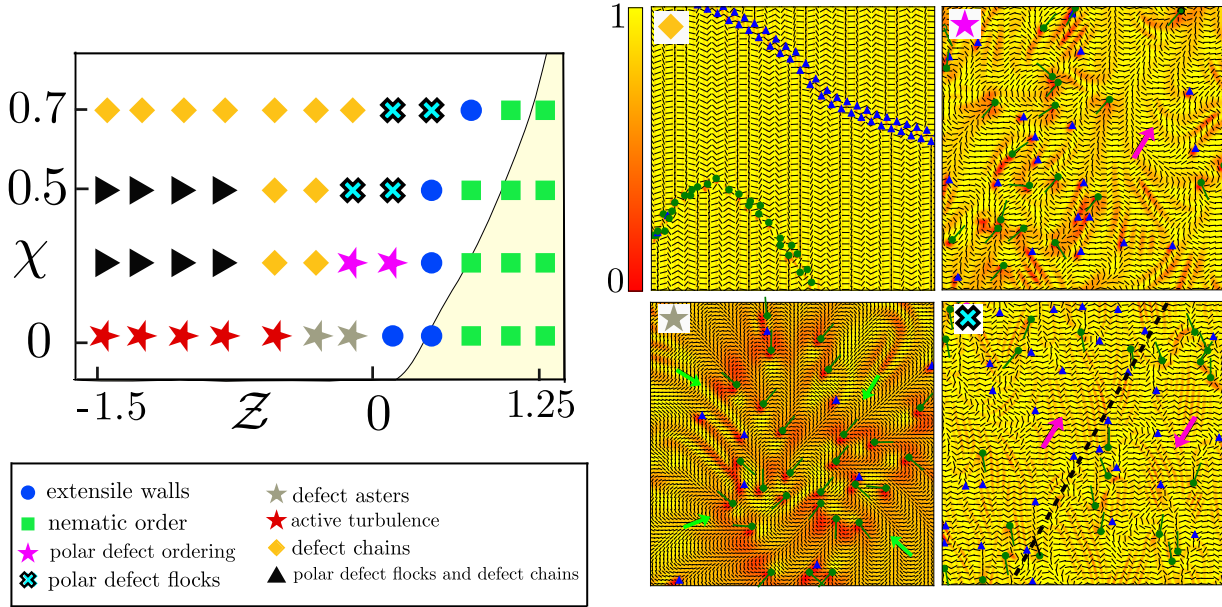 0.7
0.5
χ
0
-1.5
𝒵
0
1.25
extensile walls
nematic order
polar defect ordering
polar defect flocks
defect asters
active turbulence
defect chains
polar defect flocks and defect chains
1
0